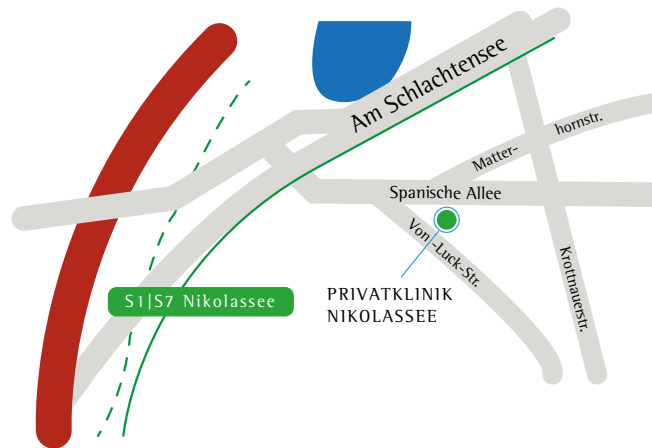 Am Schlachtensee
Matter-
hornstr.
Spanische Allee
Von-Luck-Str.
Krottnauerstr.
S1|S7 Nikolassee
PRIVATKLINIK
NIKOLASSEE